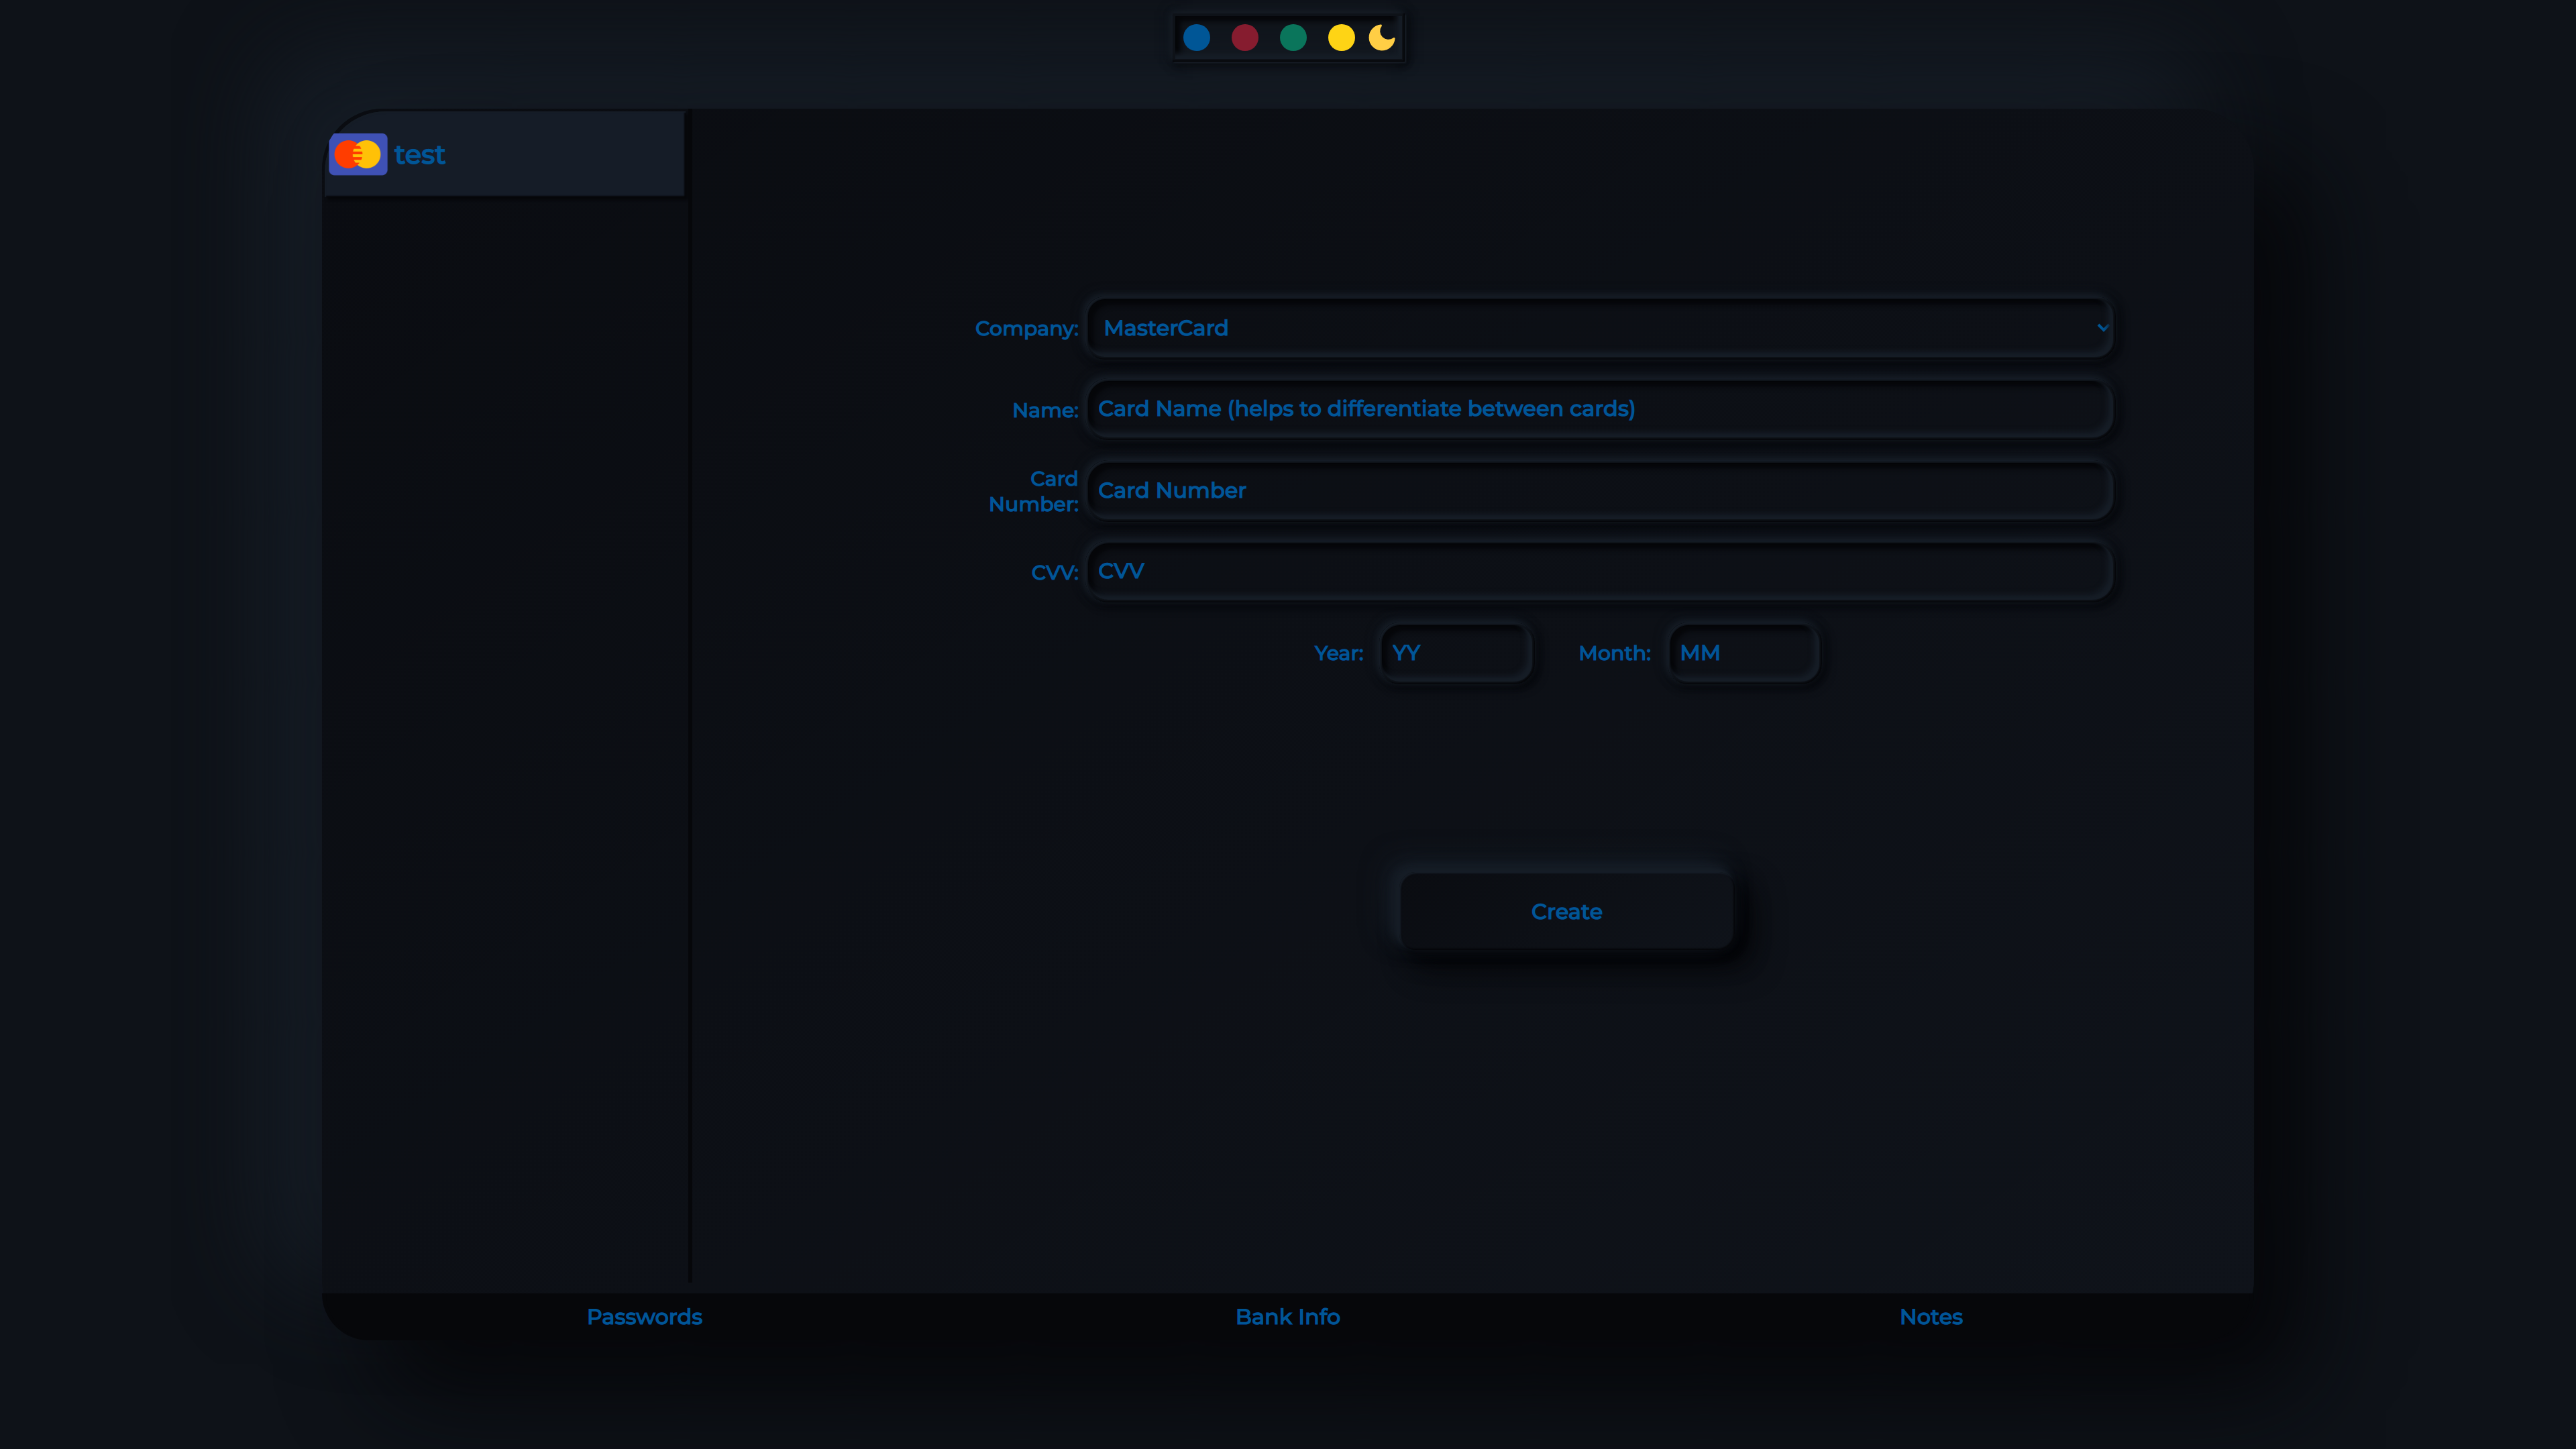 test
Company:
MasterCard
Name:
Card Name (helps to differentiate between cards)
Card
Number:
Card Number
CVV:
CVV
Year:
YY
Month:
MM
Create
Passwords
Bank Info
Notes